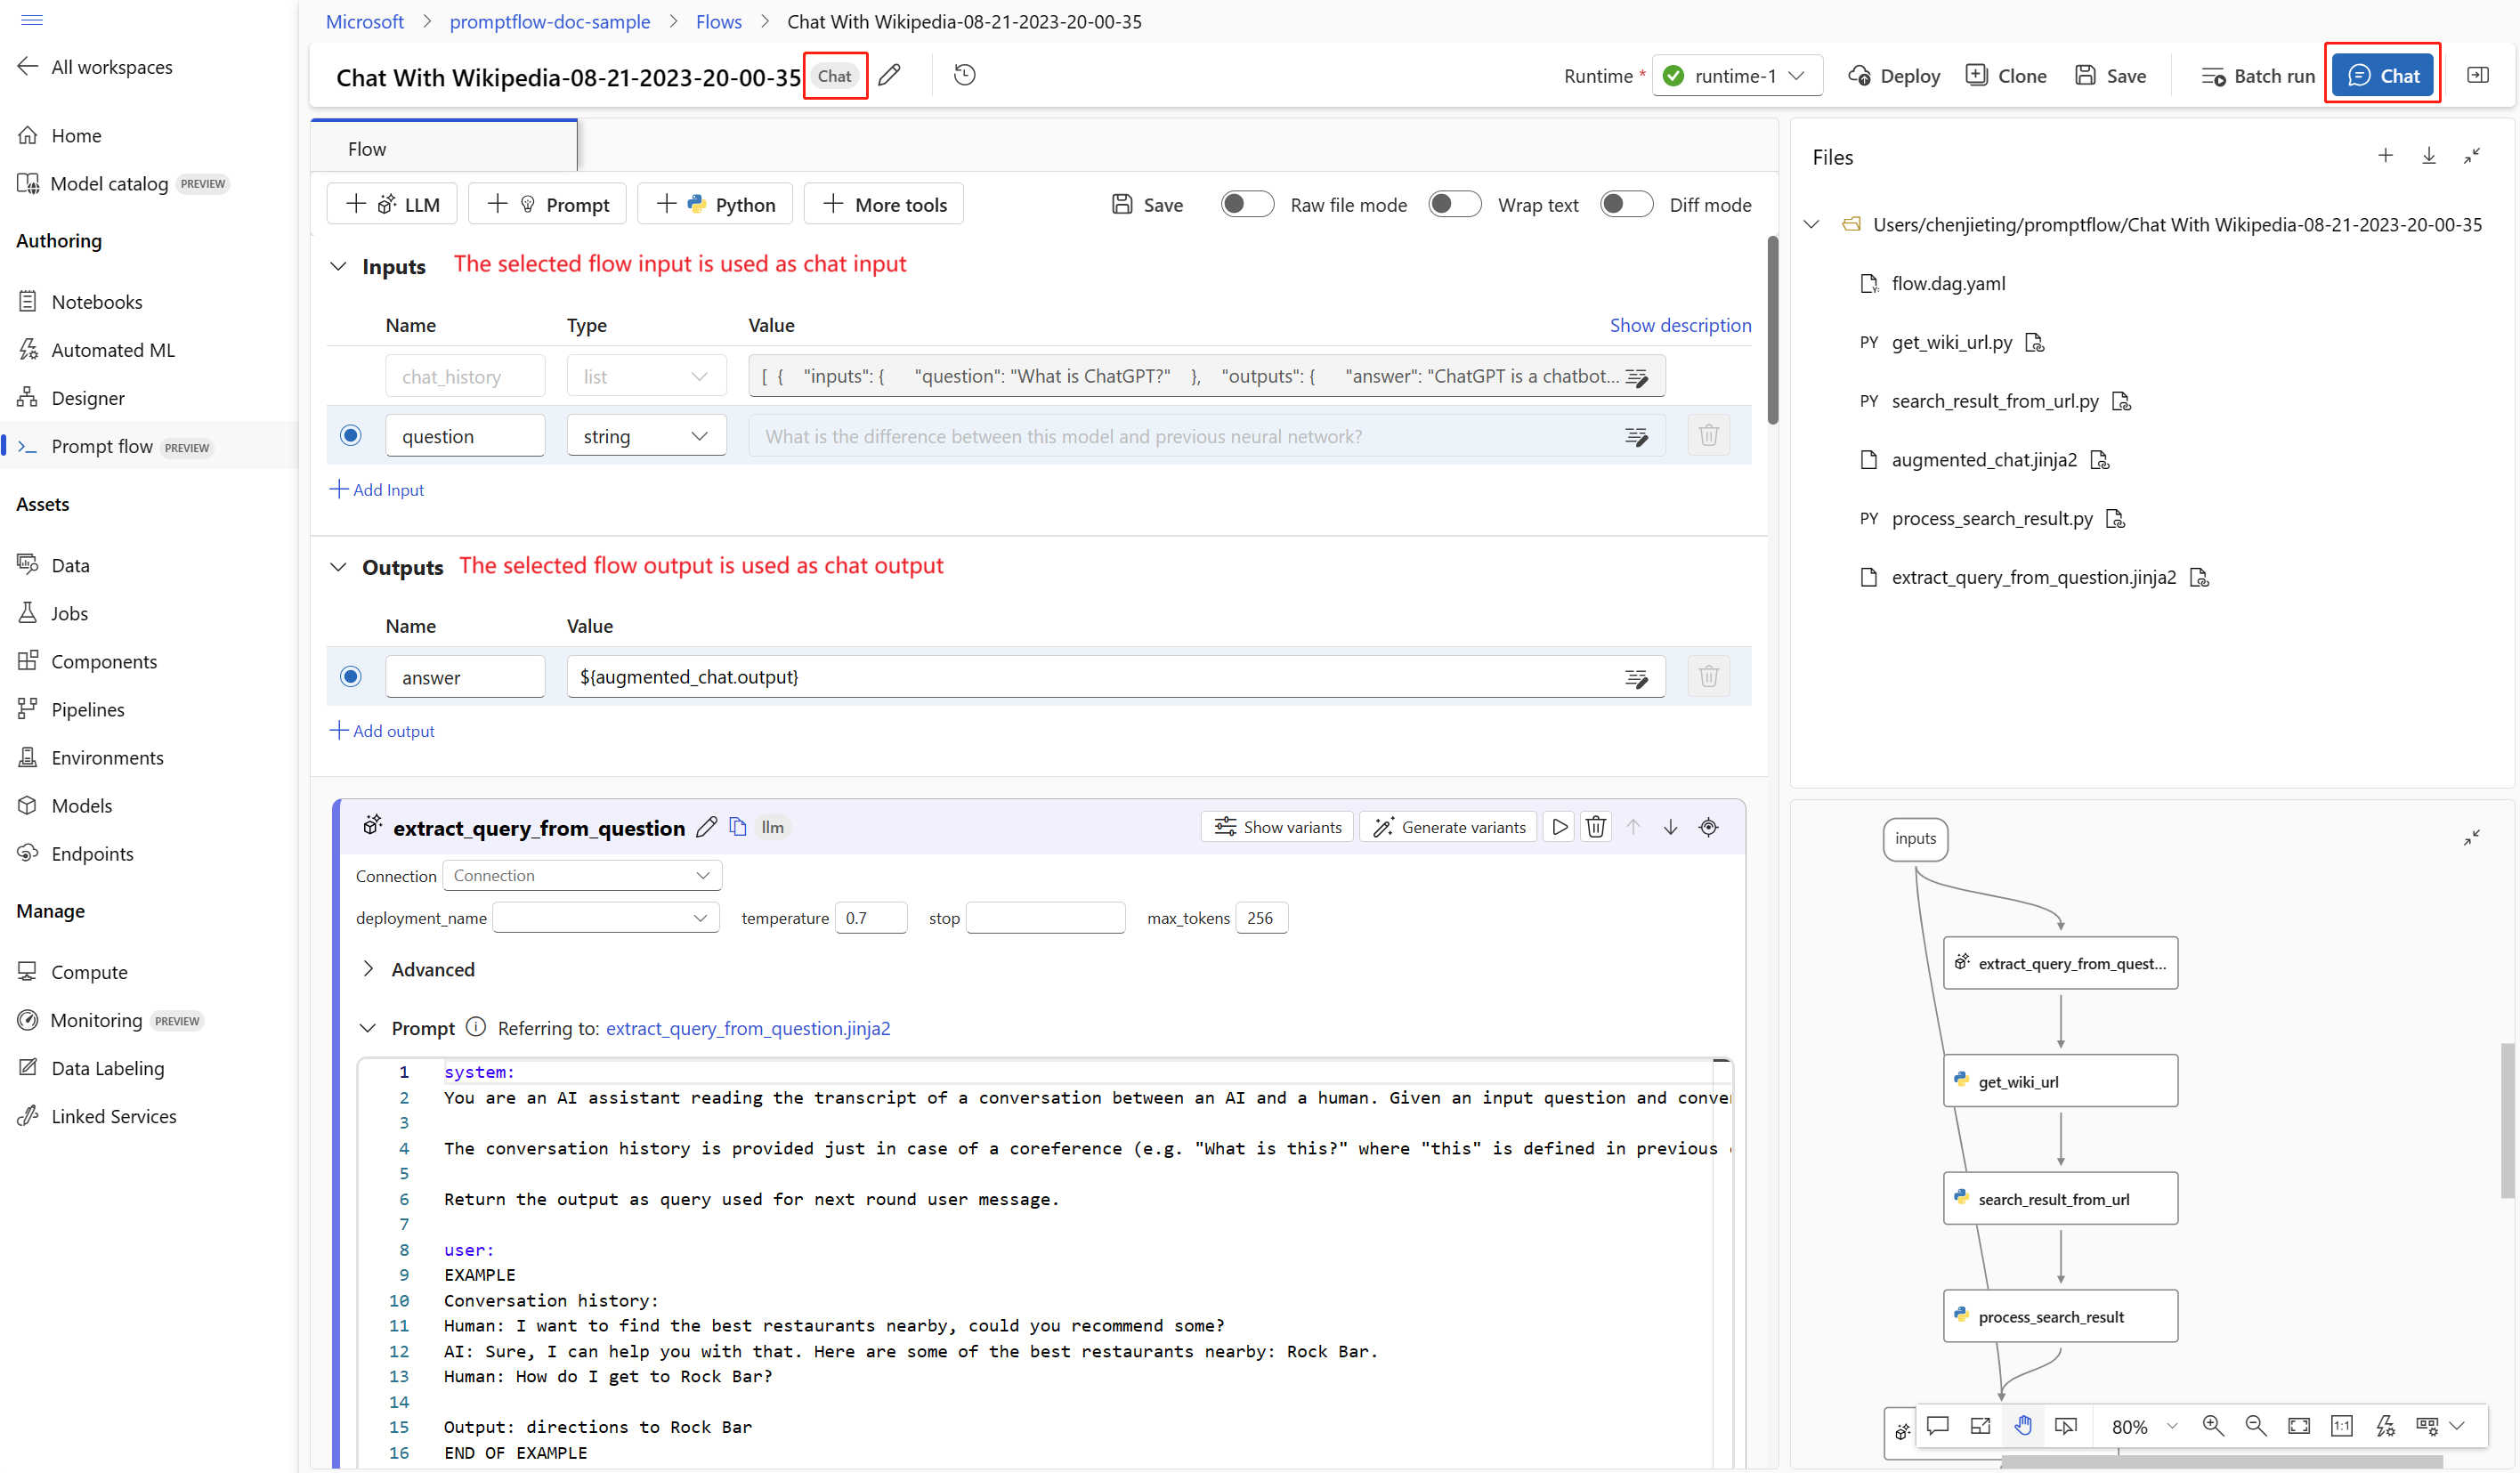 Microsoft > promptflow-doc-sample > Flows > Chat With Wikipedia-08-21-2023-20-00-35
All workspaces
Home
Model catalog PREVIEW
Authoring
Notebooks
Automated ML
Designer
Prompt flow PREVIEW
Assets
Data
Jobs
Components
Pipelines
Environments
Models
Endpoints
Manage
Compute
Monitoring PREVIEW
Data Labeling
Linked Services
Chat With Wikipedia-08-21-2023-20-00-35 Chat
Runtime * runtime-1 Deploy Clone Save Batch run Chat
Flow
LLM Prompt Python More tools Save Raw file mode Wrap text Diff mode
Inputs The selected flow input is used as chat input
Name Type Value Show description
chat_history list [ { "inputs": { "question": "What is ChatGPT?" }, "outputs": { "answer": "ChatGPT is a chatbot...
question string What is the difference between this model and previous neural network?
Add Input
Outputs The selected flow output is used as chat output
Name Value
answer ${augmented_chat.output}
Add output
extract_query_from_question llm Show variants Generate variants
Connection Connection
deployment_name temperature 0.7 stop max_tokens 256
Advanced
Prompt Referring to: extract_query_from_question.jinja2
1 system:
2 You are an AI assistant reading the transcript of a conversation between an AI and a human. Given an input question and conver
3
4 The conversation history is provided just in case of a coreference (e.g. "What is this?" where "this" is defined in previous
5
6 Return the output as query used for next round user message.
7
8 user:
9 EXAMPLE
10 Conversation history:
11 Human: I want to find the best restaurants nearby, could you recommend some?
12 AI: Sure, I can help you with that. Here are some of the best restaurants nearby: Rock Bar.
13 Human: How do I get to Rock Bar?
14
15 Output: directions to Rock Bar
16 END OF EXAMPLE
Files
Users/chenjieting/promptflow/Chat With Wikipedia-08-21-2023-20-00-35
flow.dag.yaml
PY get_wiki_url.py
PY search_result_from_url.py
augmented_chat.jinja2
PY process_search_result.py
extract_query_from_question.jinja2
inputs
extract_query_from_quest...
get_wiki_url
search_result_from_url
process_search_result
80% 1:1